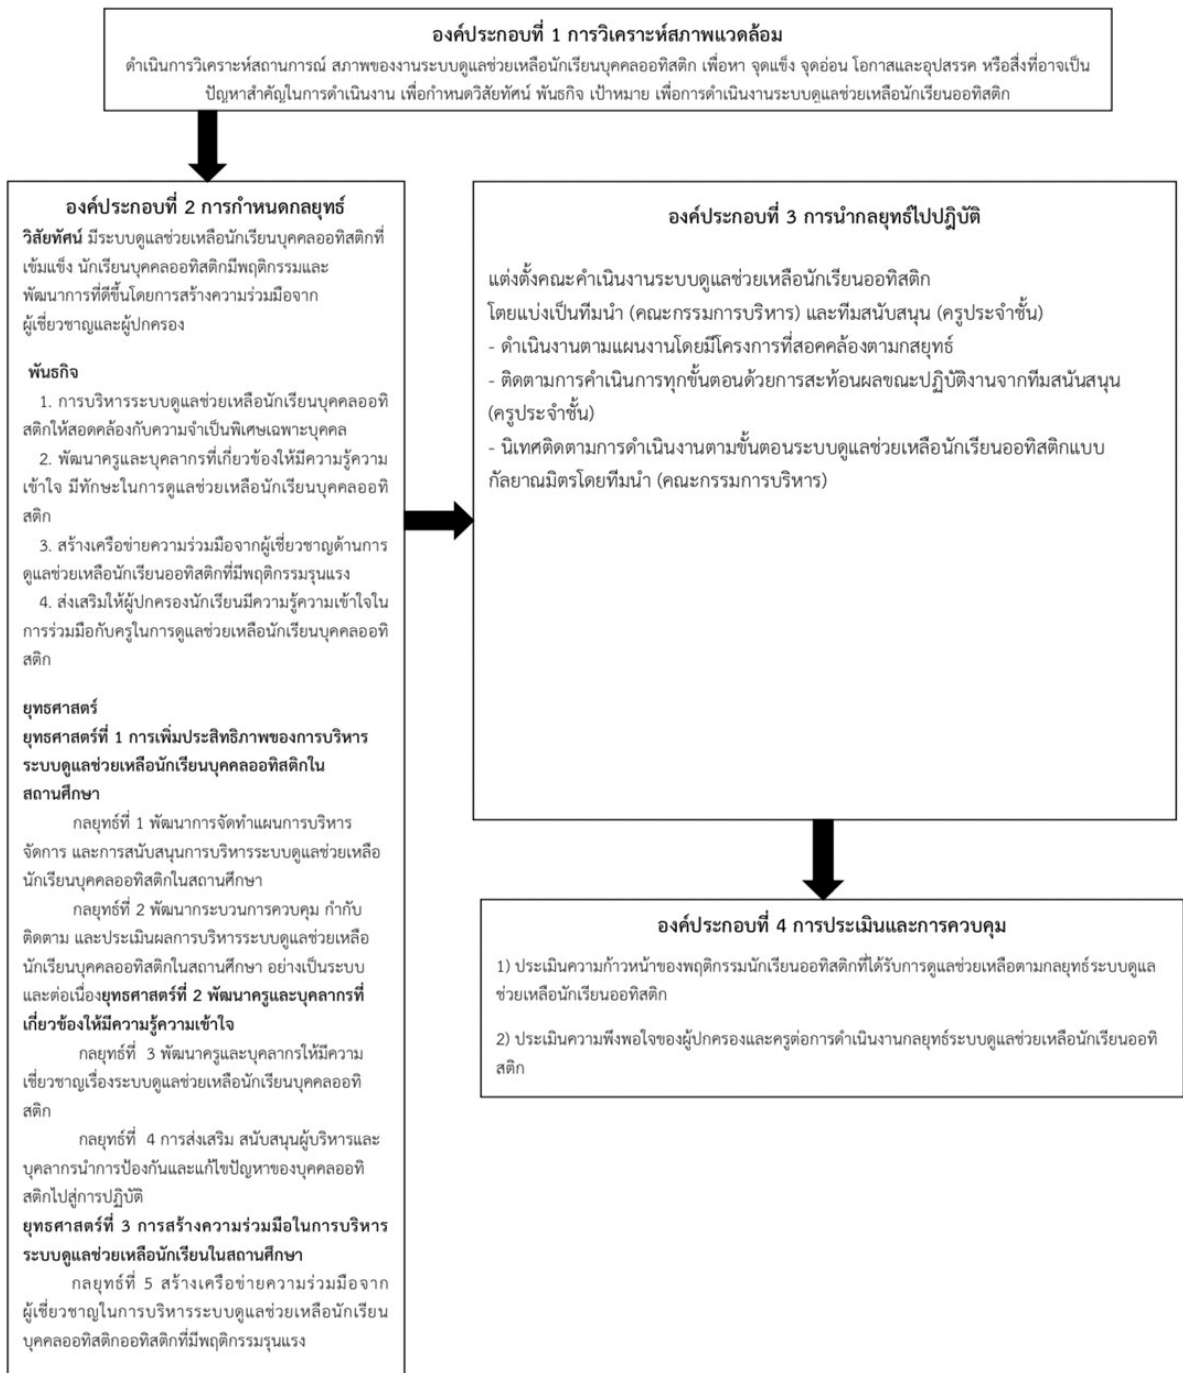 องค์ประกอบที่ 1 การวิเคราะห์สภาพแวดล้อม
ดำเนินการวิเคราะห์สถานการณ์ สภาพของงานระบบดูแลช่วยเหลือนักเรียนบุคคลออทิสติก เพื่อหา จุดแข็ง จุดอ่อน โอกาสและอุปสรรค หรือสิ่งที่อาจเป็น
ปัญหาสำคัญในการดำเนินงาน เพื่อกำหนดวิสัยทัศน์ พันธกิจ เป้าหมาย เพื่อการดำเนินงานระบบดูแลช่วยเหลือนักเรียนออทิสติก
องค์ประกอบที่ 2 การกำหนดกลยุทธ์
วิสัยทัศน์ มีระบบดูแลช่วยเหลือนักเรียนบุคคลออทิสติกที่
เข้มแข็ง นักเรียนบุคคลออทิสติกมีพฤติกรรมและ
พัฒนาการที่ดีขึ้นโดยการสร้างความร่วมมือจาก
ผู้เชี่ยวชาญและผู้ปกครอง
พันธกิจ
1. การบริหารระบบดูแลช่วยเหลือนักเรียนบุคคลออทิ
สติกให้สอดคล้องกับความจำเป็นพิเศษเฉพาะบุคคล
2. พัฒนาครูและบุคลากรที่เกี่ยวข้องให้มีความรู้ความ
เข้าใจ มีทักษะในการดูแลช่วยเหลือนักเรียนบุคคลออทิ
สติก
3. สร้างเครือข่ายความร่วมมือจากผู้เชี่ยวชาญด้านการ
ดูแลช่วยเหลือนักเรียนออทิสติกที่มีพฤติกรรมรุนแรง
4. ส่งเสริมให้ผู้ปกครองนักเรียนมีความรู้ความเข้าใจใน
การร่วมมือกับครูในการดูแลช่วยเหลือนักเรียนบุคคลออทิ
สติก
ยุทธศาสตร์
ยุทธศาสตร์ที่ 1 การเพิ่มประสิทธิภาพของการบริหาร
ระบบดูแลช่วยเหลือนักเรียนบุคคลออทิสติกใน
สถานศึกษา
กลยุทธ์ที่ 1 พัฒนาการจัดทำแผนการบริหาร
จัดการ และการสนับสนุนการบริหารระบบดูแลช่วยเหลือ
นักเรียนบุคคลออทิสติกในสถานศึกษา
กลยุทธ์ที่ 2 พัฒนากระบวนการควบคุม กำกับ
ติดตาม และประเมินผลการบริหารระบบดูแลช่วยเหลือ
นักเรียนบุคคลออทิสติกในสถานศึกษา อย่างเป็นระบบ
และต่อเนื่องยุทธศาสตร์ที่ 2 พัฒนาครูและบุคลากรที่
เกี่ยวข้องให้มีความรู้ความเข้าใจ
กลยุทธ์ที่ 3 พัฒนาครูและบุคลากรให้มีความ
เชี่ยวชาญเรื่องระบบดูแลช่วยเหลือนักเรียนบุคคลออทิ
สติก
กลยุทธ์ที่ 4 การส่งเสริม สนับสนุนผู้บริหารและ
บุคลากรนำการป้องกันและแก้ไขปัญหาของบุคคลออทิ
สติกไปสู่การปฏิบัติ
ยุทธศาสตร์ที่ 3 การสร้างความร่วมมือในการบริหาร
ระบบดูแลช่วยเหลือนักเรียนในสถานศึกษา
กลยุทธ์ที่ 5 สร้างเครือข่ายความร่วมมือจาก
ผู้เชี่ยวชาญในการบริหารระบบดูแลช่วยเหลือนักเรียน
บุคคลออทิสติกออทิสติกที่มีพฤติกรรมรุนแรง
องค์ประกอบที่ 3 การนำกลยุทธ์ไปปฎิบัติ
แต่งตั้งคณะคำเนินงานระบบดูแลช่วยเหลือนักเรียนออทิสติก
โตยแบ่งเป็นทีมนำ (คณะกรรมการบริหาร) และทีมสนับสนุน (ครูประจำชั้น)
- ดำเนินงานตามแผนงานโดยมีโครงการที่สอคคล้องตามกสยุทธ์
- ติดตามการคำเนินการทุกขั้นตอนด้วยการสะท้อนผลขณะปฏิบัติงานจากทีมสนันสนุน
(ครูประจำชั้น)
- นิเทศติดตามการดำเนินงานตามขั้นตอนระบบดูแลช่วยเหลือนักเรียนออทิสติกแบบ
กัลยาณมิตรโดยทีมนำ (คณะกรรมการบริหาร)
องค์ประกอบที่ 4 การประเมินและการควบคุม
1) ประเมินความก้าวหน้าของพฤติกรรมนักเรียนออทิสติกที่ได้รับการดูแลช่วยเหลือตามกลยุทธ์ระบบดูแล
ช่วยเหลือนักเรียนออทิสติก
2) ประเมินความพึงพอใจของผู้ปกครองและครูต่อการดำเนินงานกลยุทธ์ระบบดูแลช่วยเหลือนักเรียนออทิ
สติก